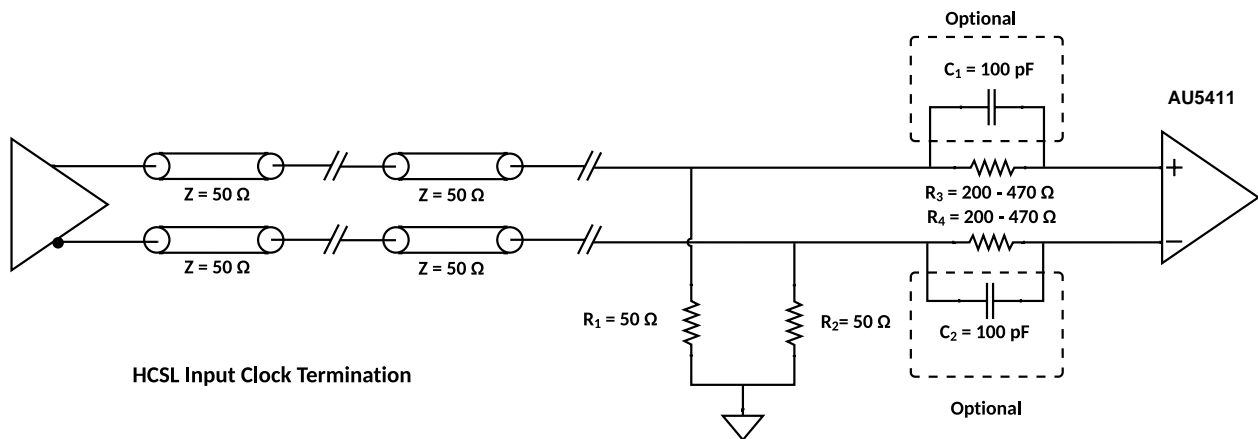 Optional
C₁ = 100 pF
AU5411
Z = 50 Ω
Z = 50 Ω
R₃ = 200 - 470 Ω
R₄ = 200 - 470 Ω
Z = 50 Ω
Z = 50 Ω
R₁ = 50 Ω
R₂= 50 Ω
C₂ = 100 pF
HCSL Input Clock Termination
Optional
+
−